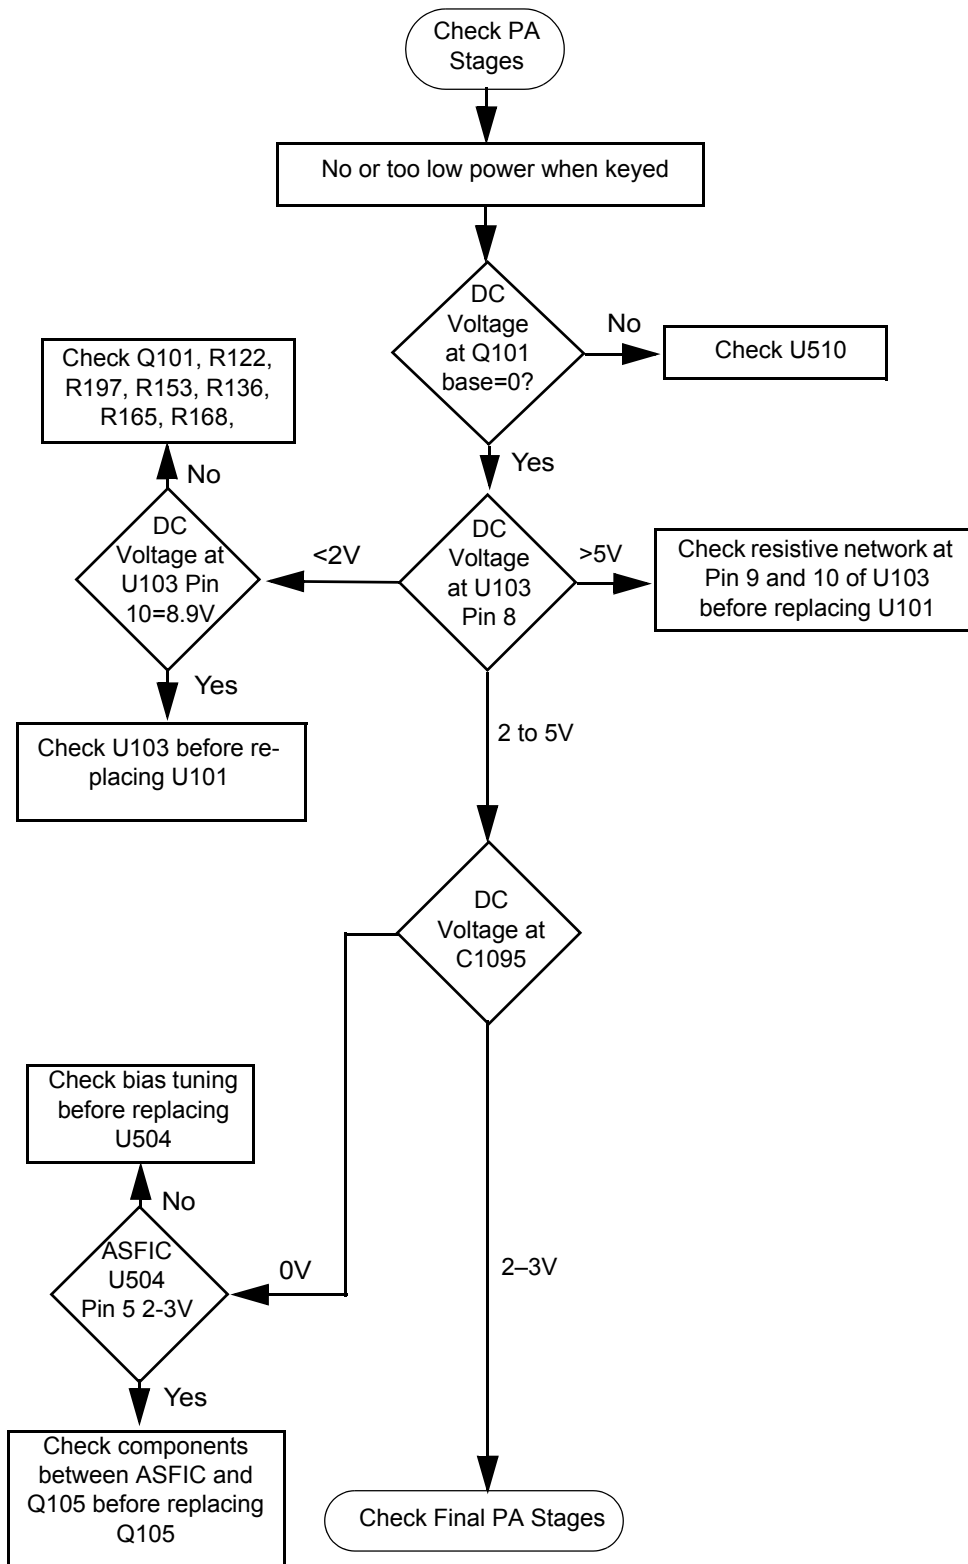 Check PA
Stages
No or too low power when keyed
DC
Voltage
at Q101
base=0?
No
Check U510
Check Q101, R122,
R197, R153, R136,
R165, R168,
Yes
No
DC
Voltage at
U103 Pin
10=8.9V
<2V
DC
Voltage
at U103
Pin 8
>5V
Check resistive network at
Pin 9 and 10 of U103
before replacing U101
Yes
Check U103 before re-
placing U101
2 to 5V
DC
Voltage at
C1095
Check bias tuning
before replacing
U504
No
ASFIC
U504
Pin 5 2-3V
0V
2–3V
Yes
Check components
between ASFIC and
Q105 before replacing
Q105
Check Final PA Stages